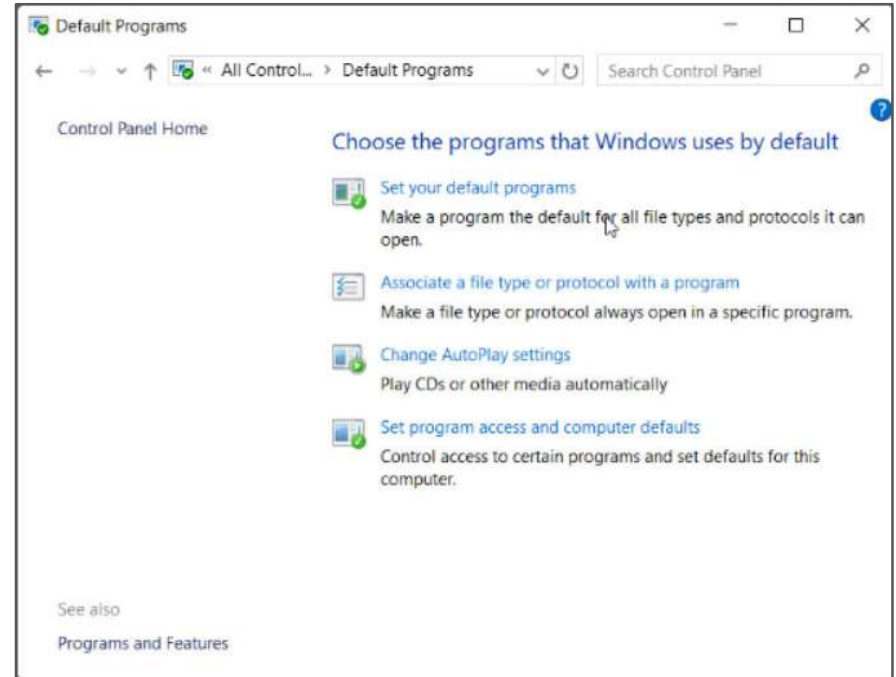 Default Programs
« All Control... > Default Programs
Search Control Panel
?
Control Panel Home
Choose the programs that Windows uses by default
Set your default programs
Make a program the default for all file types and protocols it can
open.
Associate a file type or protocol with a program
Make a file type or protocol always open in a specific program.
Change AutoPlay settings
Play CDs or other media automatically
Set program access and computer defaults
Control access to certain programs and set defaults for this
computer.
See also
Programs and Features